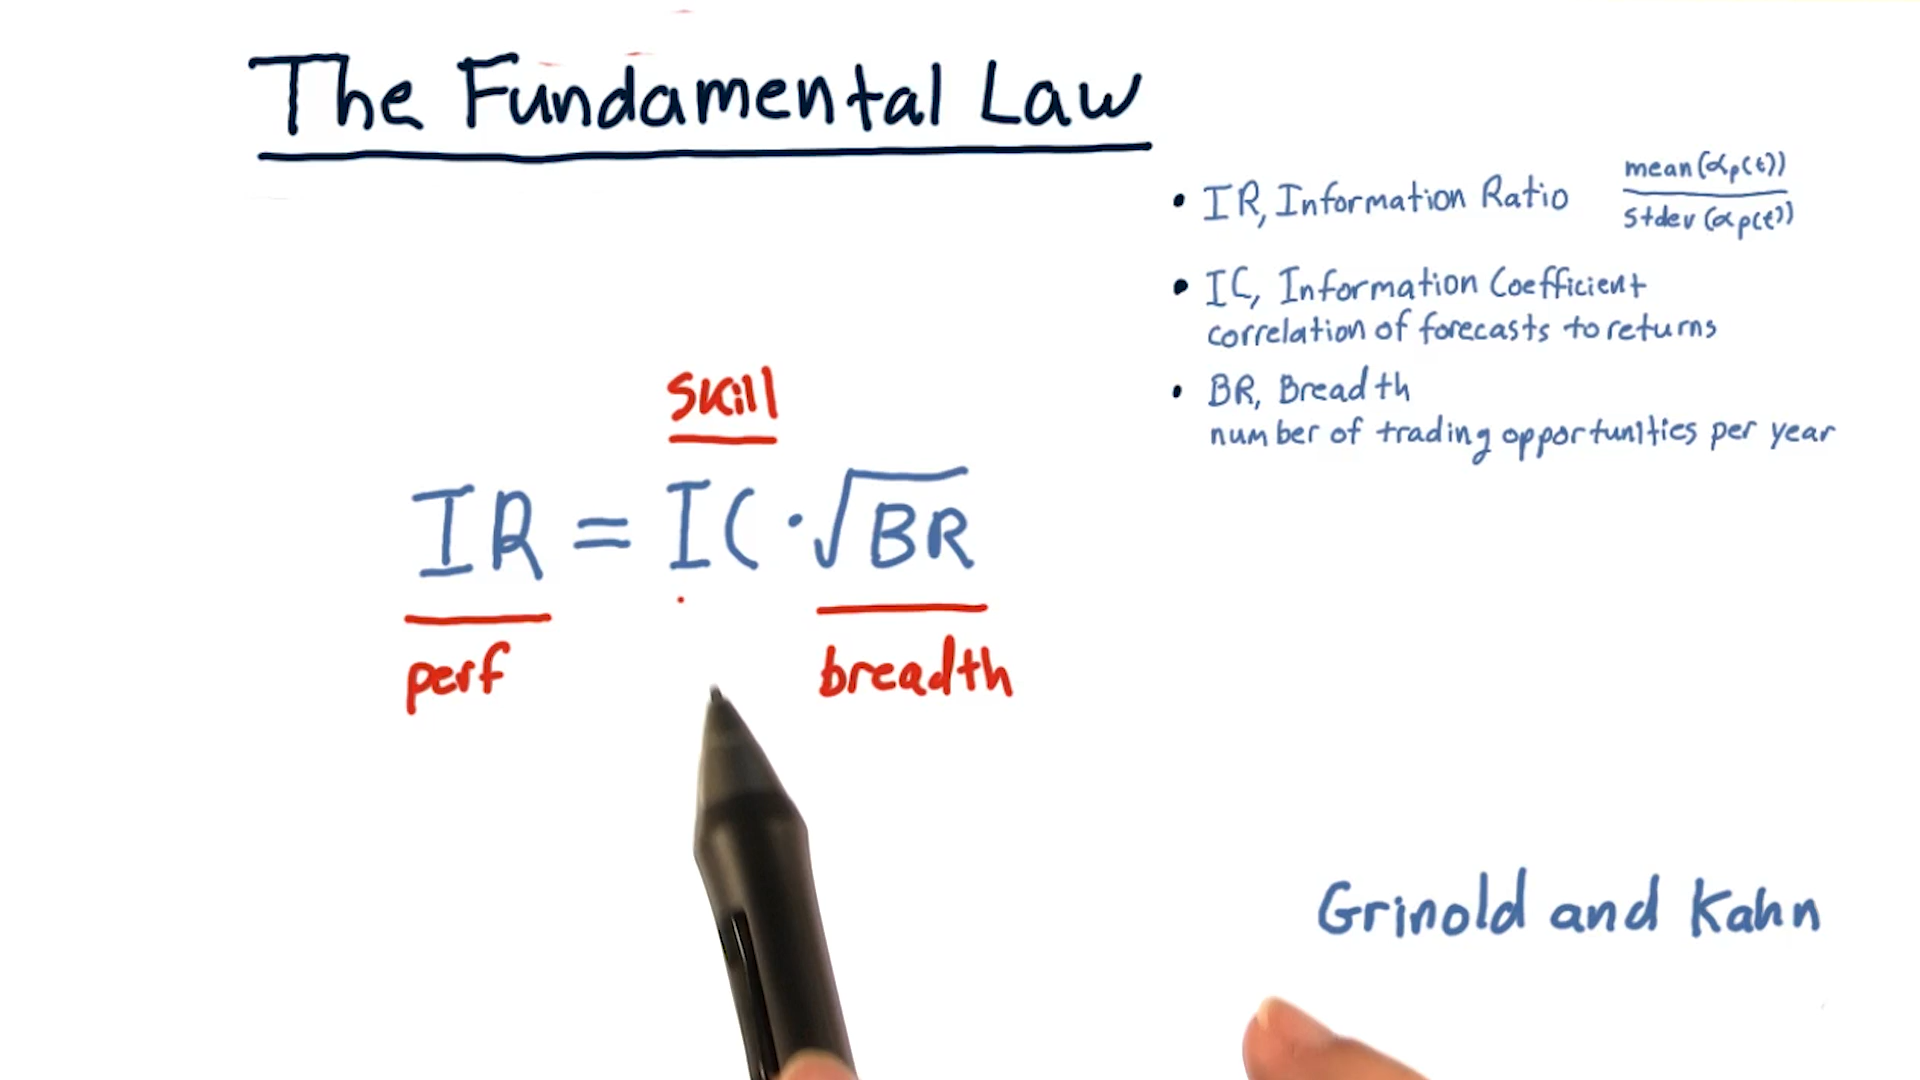 The Fundamental Law
• IR, Information Ratio mean(αp(t))
stdev(αp(t))
• IC, Information Coefficient
correlation of forecasts to returns
• BR, Breadth
number of trading opportunities per year
skill
IR = IC · √BR
perf
breadth
Grinold and Kahn